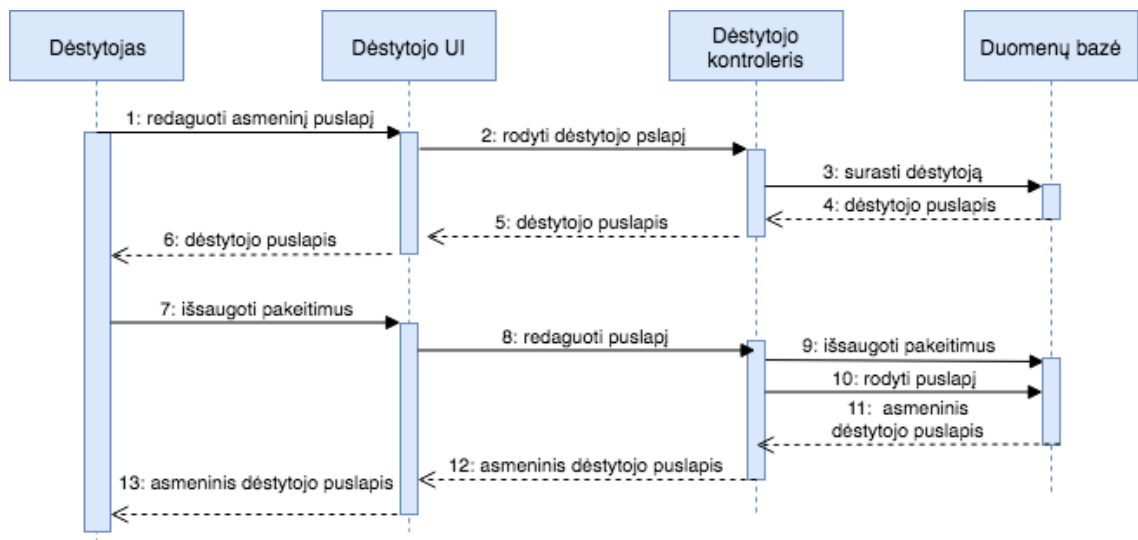 Dėstytojas
Dėstytojo UI
Dėstytojo
kontroleris
Duomenų bazė
1: redaguoti asmeninį puslapį
2: rodyti dėstytojo pslapį
3: surasti dėstytoją
4: dėstytojo puslapis
5: dėstytojo puslapis
6: dėstytojo puslapis
7: išsaugoti pakeitimus
8: redaguoti puslapį
9: išsaugoti pakeitimus
10: rodyti puslapį
11: asmeninis
dėstytojo puslapis
12: asmeninis dėstytojo puslapis
13: asmeninis dėstytojo puslapis